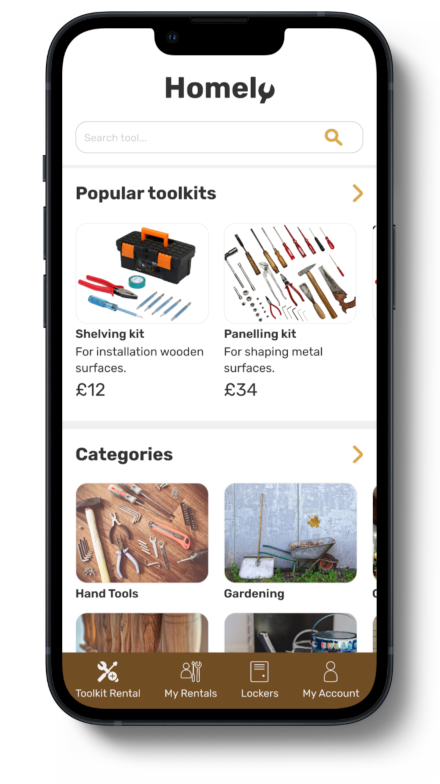 Homely
Search tool...
Popular toolkits
Shelving kit
For installation wooden
surfaces.
£12
Panelling kit
For shaping metal
surfaces.
£34
Categories
Hand Tools
Gardening
Toolkit Rental
My Rentals
Lockers
My Account